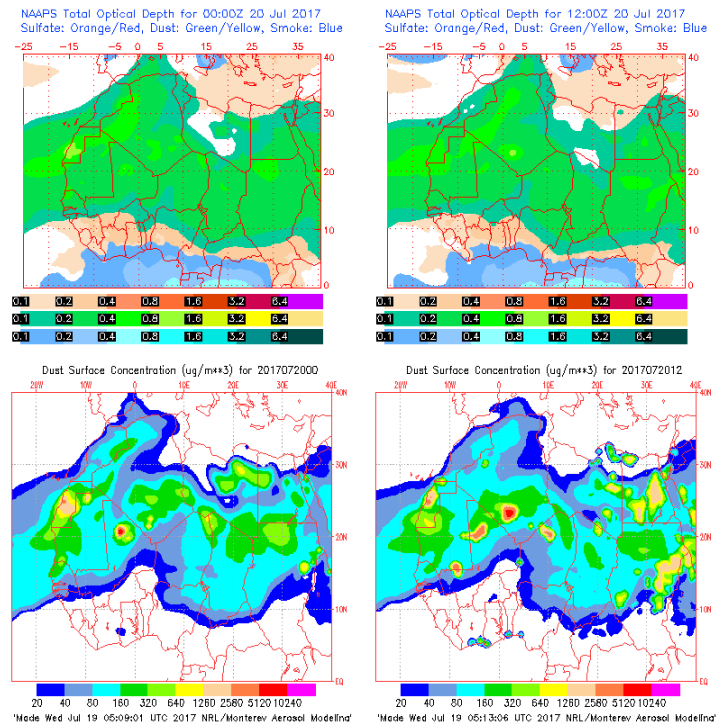 NAAPS Total Optical Depth for 00:00Z 20 Jul 2017
Sulfate: Orange/Red, Dust: Green/Yellow, Smoke: Blue
-25 -15 -5 0 5 15 25 35 40
30
20
10
0
0.1 0.2 0.4 0.8 1.6 3.2 6.4
0.1 0.2 0.4 0.8 1.6 3.2 6.4
0.1 0.2 0.4 0.8 1.6 3.2 6.4
NAAPS Total Optical Depth for 12:00Z 20 Jul 2017
Sulfate: Orange/Red, Dust: Green/Yellow, Smoke: Blue
-25 -15 -5 0 5 15 25 35 40
30
20
10
0
0.1 0.2 0.4 0.8 1.6 3.2 6.4
0.1 0.2 0.4 0.8 1.6 3.2 6.4
0.1 0.2 0.4 0.8 1.6 3.2 6.4
Dust Surface Concentration (ug/m**3) for 2017072000
20W 10W 0 10E 20E 30E 40E
40N
30N
20N
10N
EQ
20 40 80 160 320 640 1280 2580 5120 10240
'Made Wed Jul 19 05:09:01 UTC 2017 NRL/Monterey Aerosol Modeling'
Dust Surface Concentration (ug/m**3) for 2017072012
20W 10W 0 10E 20E 30E 40E
40N
30N
20N
10N
EQ
20 40 80 160 320 640 1280 2580 5120 10240
'Made Wed Jul 19 05:13:06 UTC 2017 NRL/Monterey Aerosol Modeling'